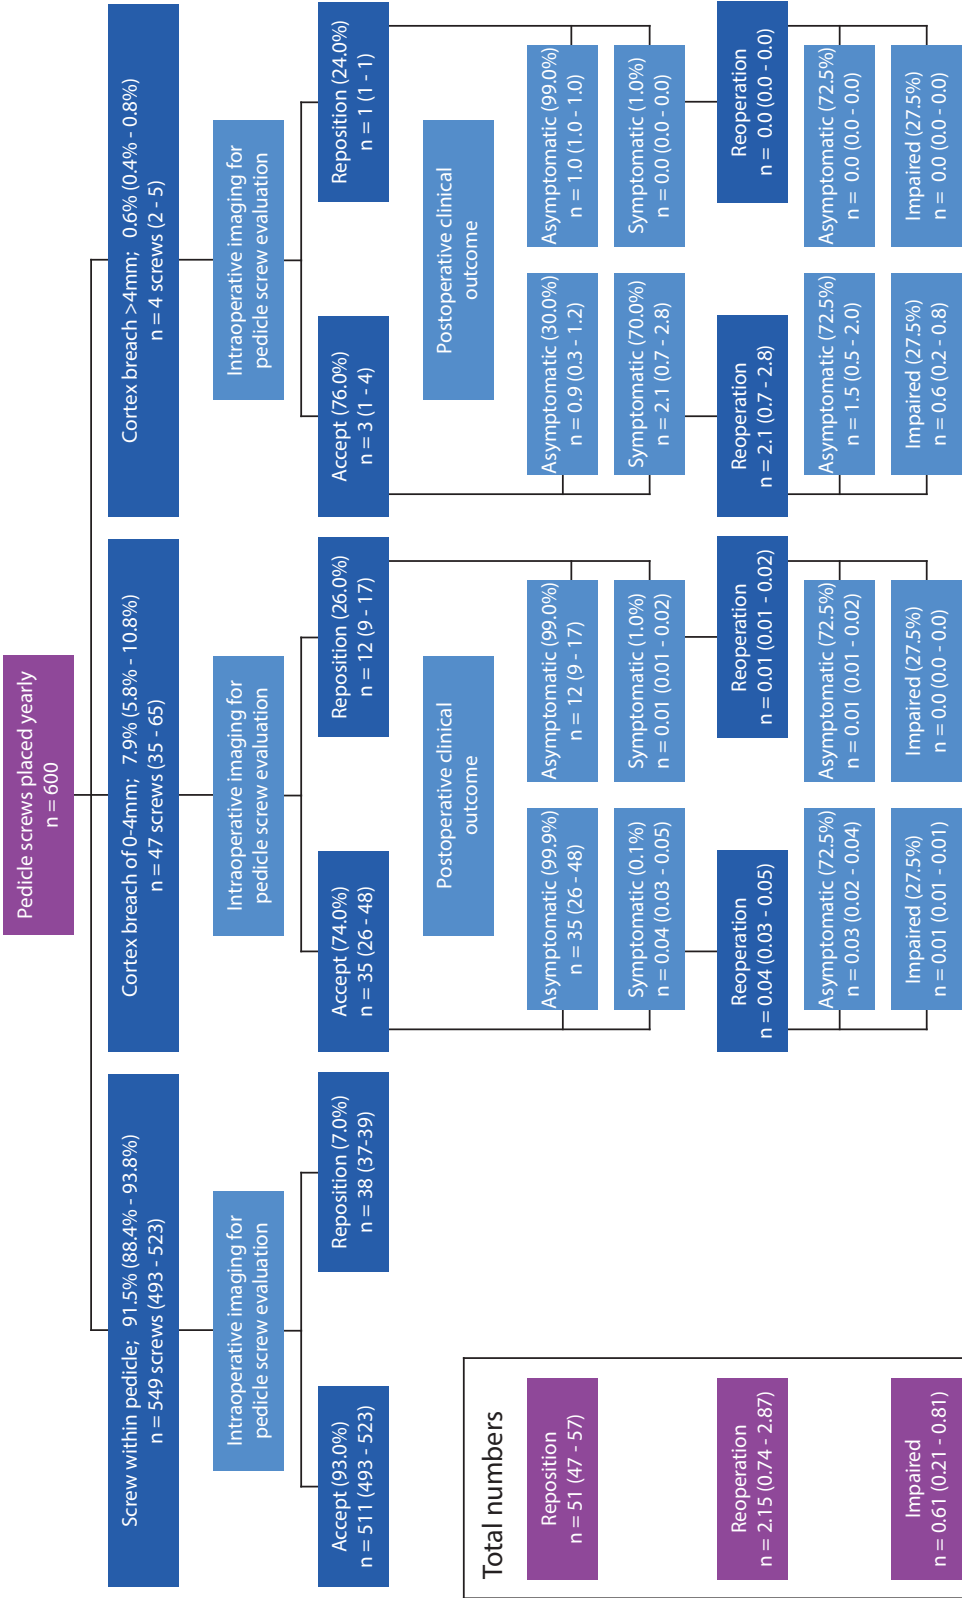 Pedicle screws placed yearly
n = 600
Screw within pedicle; 91.5% (88.4% - 93.8%)
n = 549 screws (493 - 523)
Cortex breach of 0-4mm; 7.9% (5.8% - 10.8%)
n = 47 screws (35 - 65)
Cortex breach >4mm; 0.6% (0.4% - 0.8%)
n = 4 screws (2 - 5)
Intraoperative imaging for
pedicle screw evaluation
Intraoperative imaging for
pedicle screw evaluation
Intraoperative imaging for
pedicle screw evaluation
Accept (93.0%)
n = 511 (493 - 523)
Reposition (7.0%)
n = 38 (37-39)
Accept (74.0%)
n = 35 (26 - 48)
Reposition (26.0%)
n = 12 (9 - 17)
Accept (76.0%)
n = 3 (1 - 4)
Reposition (24.0%)
n = 1 (1 - 1)
Postoperative clinical
outcome
Postoperative clinical
outcome
Asymptomatic (99.9%)
n = 35 (26 - 48)
Asymptomatic (99.0%)
n = 12 (9 - 17)
Asymptomatic (30.0%)
n = 0.9 (0.3 - 1.2)
Asymptomatic (99.0%)
n = 1.0 (1.0 - 1.0)
Symptomatic (0.1%)
n = 0.04 (0.03 - 0.05)
Symptomatic (1.0%)
n = 0.01 (0.01 - 0.02)
Symptomatic (70.0%)
n = 2.1 (0.7 - 2.8)
Symptomatic (1.0%)
n = 0.0 (0.0 - 0.0)
Reoperation
n = 0.04 (0.03 - 0.05)
Reoperation
n = 0.01 (0.01 - 0.02)
Reoperation
n = 2.1 (0.7 - 2.8)
Reoperation
n = 0.0 (0.0 - 0.0)
Asymptomatic (72.5%)
n = 0.03 (0.02 - 0.04)
Asymptomatic (72.5%)
n = 0.01 (0.01 - 0.02)
Asymptomatic (72.5%)
n = 1.5 (0.5 - 2.0)
Asymptomatic (72.5%)
n = 0.0 (0.0 - 0.0)
Impaired (27.5%)
n = 0.01 (0.01 - 0.01)
Impaired (27.5%)
n = 0.0 (0.0 - 0.0)
Impaired (27.5%)
n = 0.6 (0.2 - 0.8)
Impaired (27.5%)
n = 0.0 (0.0 - 0.0)
Total numbers
Reposition
n = 51 (47 - 57)
Reoperation
n = 2.15 (0.74 - 2.87)
Impaired
n = 0.61 (0.21 - 0.81)